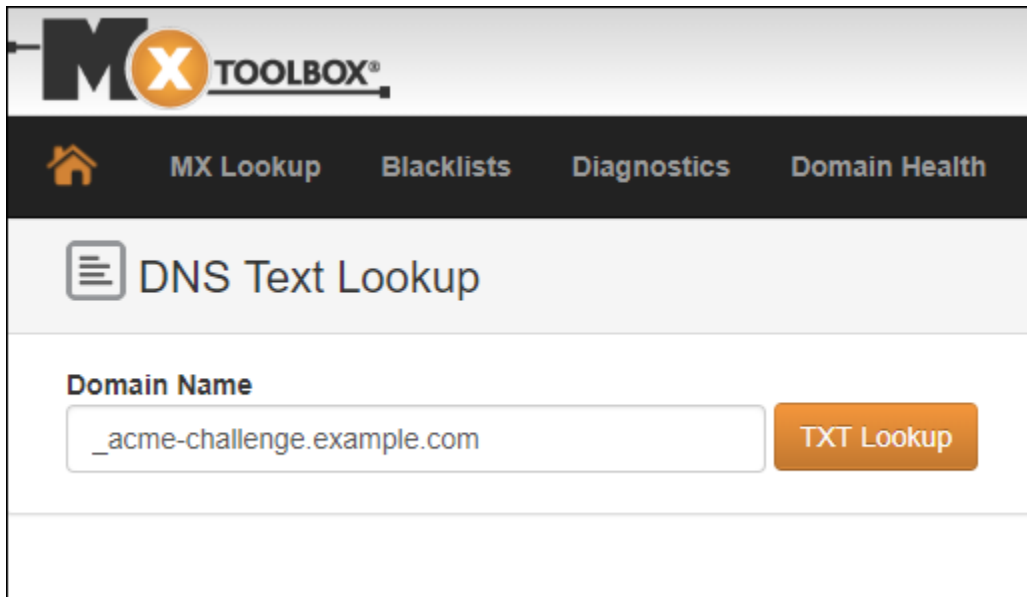 MX TOOLBOX®
MX Lookup Blacklists Diagnostics Domain Health
DNS Text Lookup
Domain Name
_acme-challenge.example.com TXT Lookup